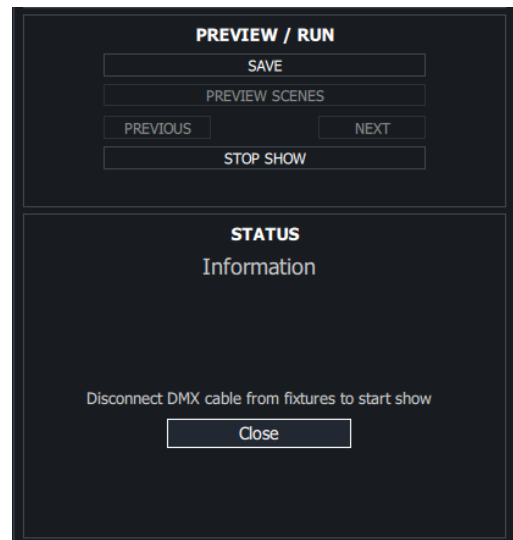 PREVIEW / RUN
SAVE
PREVIEW SCENES
PREVIOUS NEXT
STOP SHOW
STATUS
Information
Disconnect DMX cable from fixtures to start show
Close